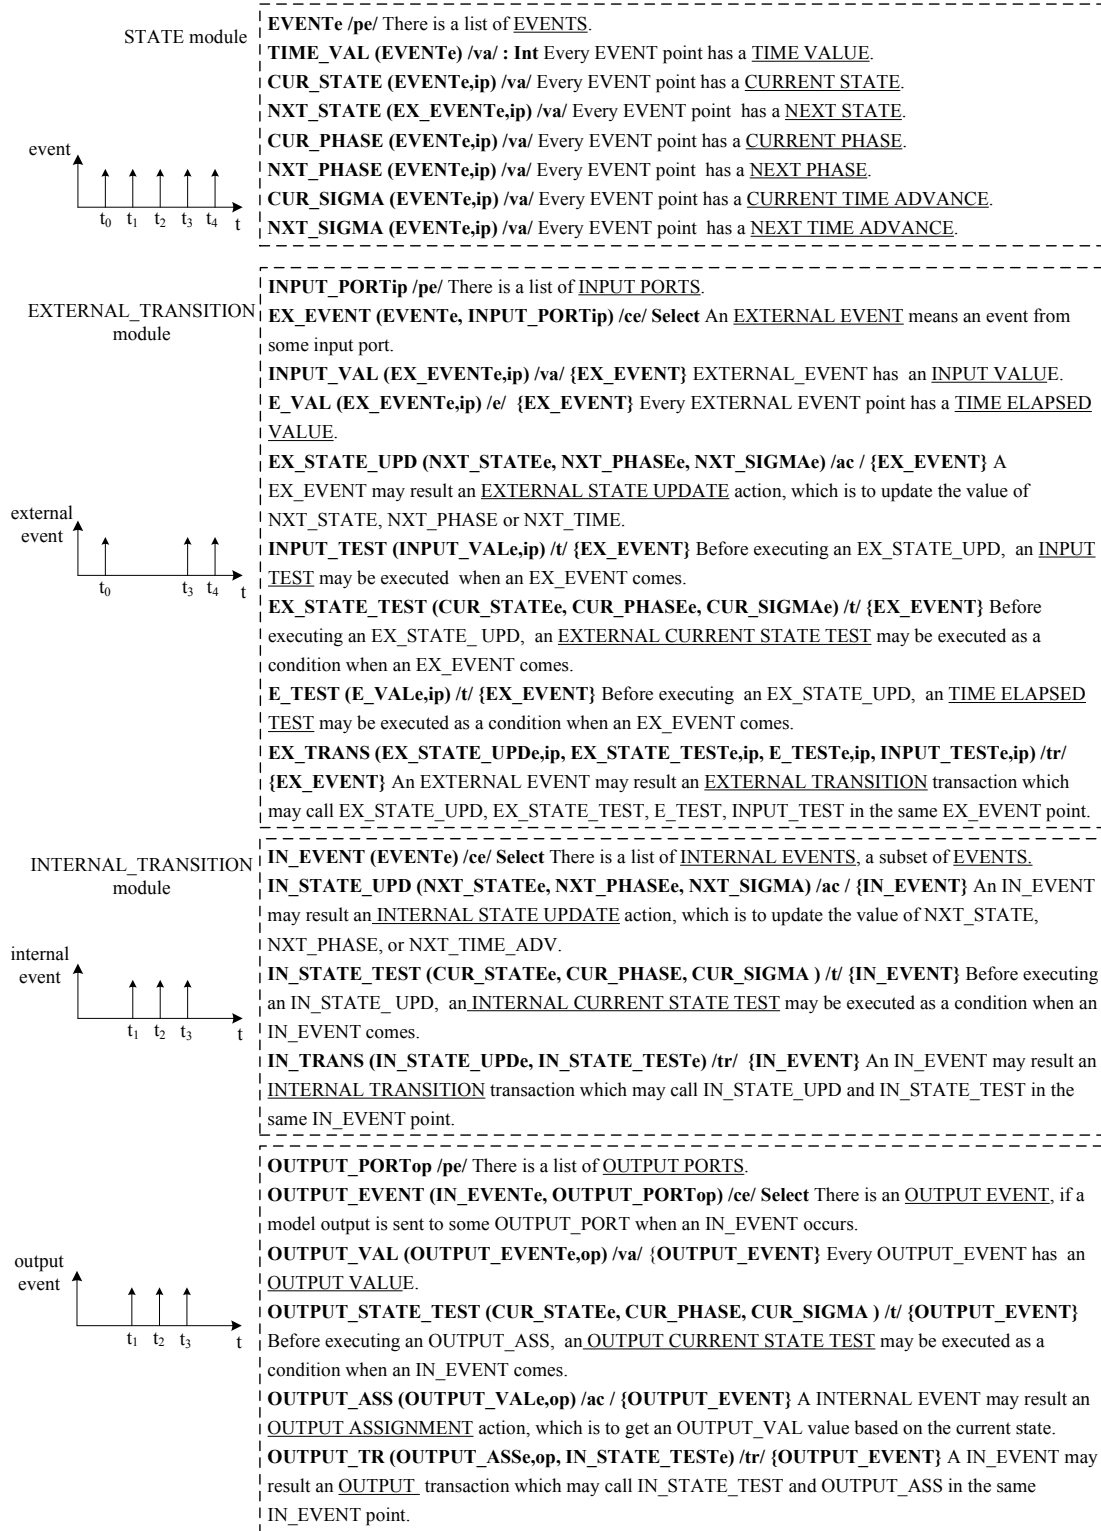 STATE module
EVENTe /pe/ There is a list of EVENTS.
TIME_VAL (EVENTe) /va/ : Int Every EVENT point has a TIME VALUE.
CUR_STATE (EVENTe,ip) /va/ Every EVENT point has a CURRENT STATE.
NXT_STATE (EX_EVENTe,ip) /va/ Every EVENT point has a NEXT STATE.
CUR_PHASE (EVENTe,ip) /va/ Every EVENT point has a CURRENT PHASE.
NXT_PHASE (EVENTe,ip) /va/ Every EVENT point has a NEXT PHASE.
CUR_SIGMA (EVENTe,ip) /va/ Every EVENT point has a CURRENT TIME ADVANCE.
NXT_SIGMA (EVENTe,ip) /va/ Every EVENT point has a NEXT TIME ADVANCE.
event
t0 t1 t2 t3 t4 t
EXTERNAL_TRANSITION
module
INPUT_PORTip /pe/ There is a list of INPUT PORTS.
EX_EVENT (EVENTe, INPUT_PORTip) /ce/ Select An EXTERNAL EVENT means an event from
some input port.
INPUT_VAL (EX_EVENTe,ip) /va/ {EX_EVENT} EXTERNAL_EVENT has an INPUT VALUE.
E_VAL (EX_EVENTe,ip) /e/ {EX_EVENT} Every EXTERNAL EVENT point has a TIME ELAPSED
VALUE.
EX_STATE_UPD (NXT_STATEe, NXT_PHASEe, NXT_SIGMAe) /ac / {EX_EVENT} A
EX_EVENT may result an EXTERNAL STATE UPDATE action, which is to update the value of
NXT_STATE, NXT_PHASE or NXT_TIME.
INPUT_TEST (INPUT_VALe,ip) /t/ {EX_EVENT} Before executing an EX_STATE_UPD, an INPUT
TEST may be executed when an EX_EVENT comes.
EX_STATE_TEST (CUR_STATEe, CUR_PHASEe, CUR_SIGMAe) /t/ {EX_EVENT} Before
executing an EX_STATE_ UPD, an EXTERNAL CURRENT STATE TEST may be executed as a
condition when an EX_EVENT comes.
E_TEST (E_VALe,ip) /t/ {EX_EVENT} Before executing an EX_STATE_UPD, an TIME ELAPSED
TEST may be executed as a condition when an EX_EVENT comes.
EX_TRANS (EX_STATE_UPDe,ip, EX_STATE_TESTe,ip, E_TESTe,ip, INPUT_TESTe,ip) /tr/
{EX_EVENT} An EXTERNAL EVENT may result an EXTERNAL TRANSITION transaction which
may call EX_STATE_UPD, EX_STATE_TEST, E_TEST, INPUT_TEST in the same EX_EVENT point.
external
event
t0 t3 t4 t
INTERNAL_TRANSITION
module
IN_EVENT (EVENTe) /ce/ Select There is a list of INTERNAL EVENTS, a subset of EVENTS.
IN_STATE_UPD (NXT_STATEe, NXT_PHASEe, NXT_SIGMA) /ac / {IN_EVENT} An IN_EVENT
may result an INTERNAL STATE UPDATE action, which is to update the value of NXT_STATE,
NXT_PHASE, or NXT_TIME_ADV.
IN_STATE_TEST (CUR_STATEe, CUR_PHASE, CUR_SIGMA ) /t/ {IN_EVENT} Before executing
an IN_STATE_ UPD, an INTERNAL CURRENT STATE TEST may be executed as a condition when an
IN_EVENT comes.
IN_TRANS (IN_STATE_UPDe, IN_STATE_TESTe) /tr/ {IN_EVENT} An IN_EVENT may result an
INTERNAL TRANSITION transaction which may call IN_STATE_UPD and IN_STATE_TEST in the
same IN_EVENT point.
internal
event
t1 t2 t3 t
OUTPUT_PORTop /pe/ There is a list of OUTPUT PORTS.
OUTPUT_EVENT (IN_EVENTe, OUTPUT_PORTop) /ce/ Select There is an OUTPUT EVENT, if a
model output is sent to some OUTPUT_PORT when an IN_EVENT occurs.
OUTPUT_VAL (OUTPUT_EVENTe,op) /va/ {OUTPUT_EVENT} Every OUTPUT_EVENT has an
OUTPUT VALUE.
OUTPUT_STATE_TEST (CUR_STATEe, CUR_PHASE, CUR_SIGMA ) /t/ {OUTPUT_EVENT}
Before executing an OUTPUT_ASS, an OUTPUT CURRENT STATE TEST may be executed as a
condition when an IN_EVENT comes.
OUTPUT_ASS (OUTPUT_VALe,op) /ac / {OUTPUT_EVENT} A INTERNAL EVENT may result an
OUTPUT ASSIGNMENT action, which is to get an OUTPUT_VAL value based on the current state.
OUTPUT_TR (OUTPUT_ASSe,op, IN_STATE_TESTe) /tr/ {OUTPUT_EVENT} A IN_EVENT may
result an OUTPUT transaction which may call IN_STATE_TEST and OUTPUT_ASS in the same
IN_EVENT point.
output
event
t1 t2 t3 t